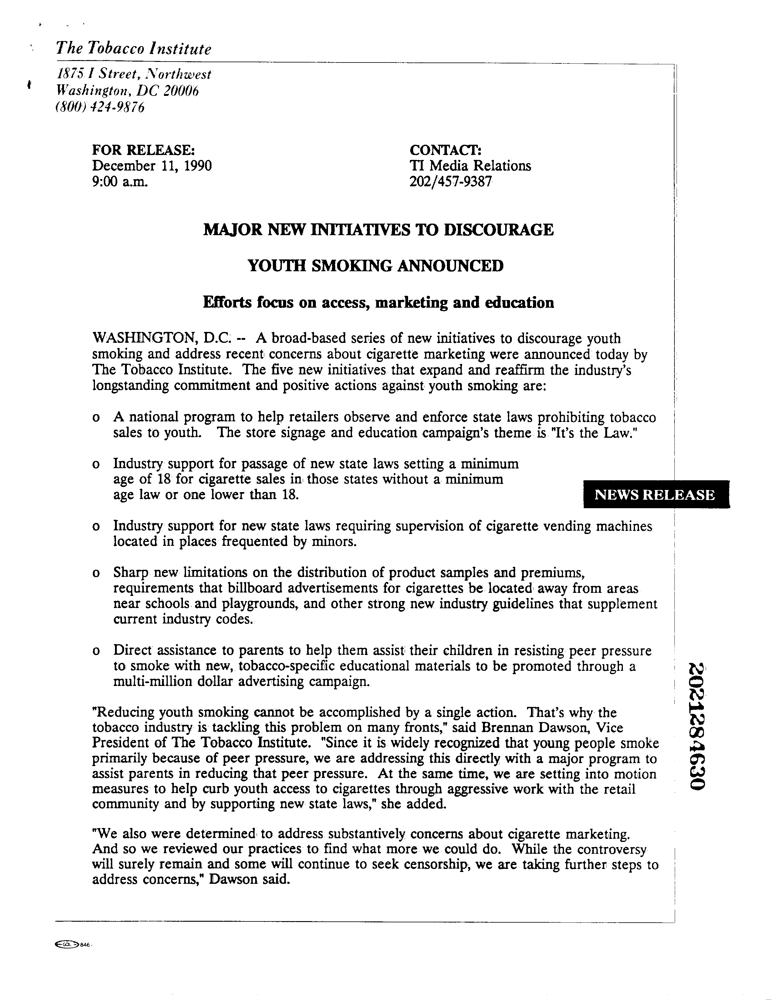 The Tobacco Institute
1875 I Street, Northwest
Washington, DC 20006
(800) 424-9876
FOR RELEASE:
December 11, 1990
9:00 a.m.
CONTACT:
TI Media Relations
202/457-9387
MAJOR NEW INITIATIVES TO DISCOURAGE
YOUTH SMOKING ANNOUNCED
Efforts focus on access, marketing and education
WASHINGTON, D.C. -- A broad-based series of new initiatives to discourage youth
smoking and address recent concerns about cigarette marketing were announced today by
The Tobacco Institute. The five new initiatives that expand and reaffirm the industry's
longstanding commitment and positive actions against youth smoking are:
o A national program to help retailers observe and enforce state laws prohibiting tobacco
sales to youth. The store signage and education campaign's theme is "It's the Law."
o Industry support for passage of new state laws setting a minimum
age of 18 for cigarette sales in those states without a minimum
age law or one lower than 18.
NEWS RELEASE
o Industry support for new state laws requiring supervision of cigarette vending machines
located in places frequented by minors.
o Sharp new limitations on the distribution of product samples and premiums,
requirements that billboard advertisements for cigarettes be located away from areas
near schools and playgrounds, and other strong new industry guidelines that supplement
current industry codes.
o Direct assistance to parents to help them assist their children in resisting peer pressure
to smoke with new, tobacco-specific educational materials to be promoted through a
multi-million dollar advertising campaign.
"Reducing youth smoking cannot be accomplished by a single action. That's why the
tobacco industry is tackling this problem on many fronts," said Brennan Dawson, Vice
President of The Tobacco Institute. "Since it is widely recognized that young people smoke
primarily because of peer pressure, we are addressing this directly with a major program to
assist parents in reducing that peer pressure. At the same time, we are setting into motion
measures to help curb youth access to cigarettes through aggressive work with the retail
community and by supporting new state laws," she added.
"We also were determined to address substantively concerns about cigarette marketing.
And so we reviewed our practices to find what more we could do. While the controversy
will surely remain and some will continue to seek censorship, we are taking further steps to
address concerns," Dawson said.
2021284630
846